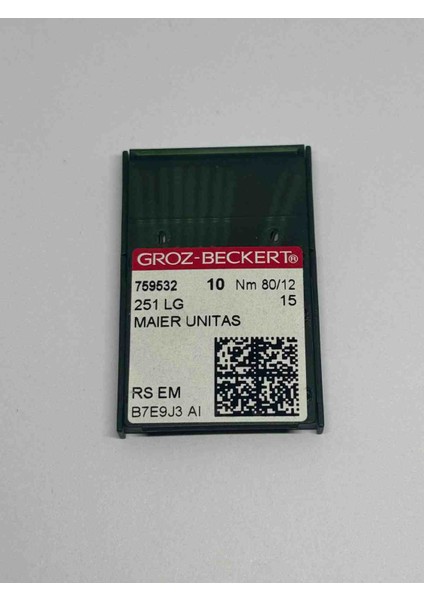 GROZ-BECKERT®
759532 10 Nm 80/12
251 LG 15
MAIER UNITAS
RS EM
B7E9J3 AI